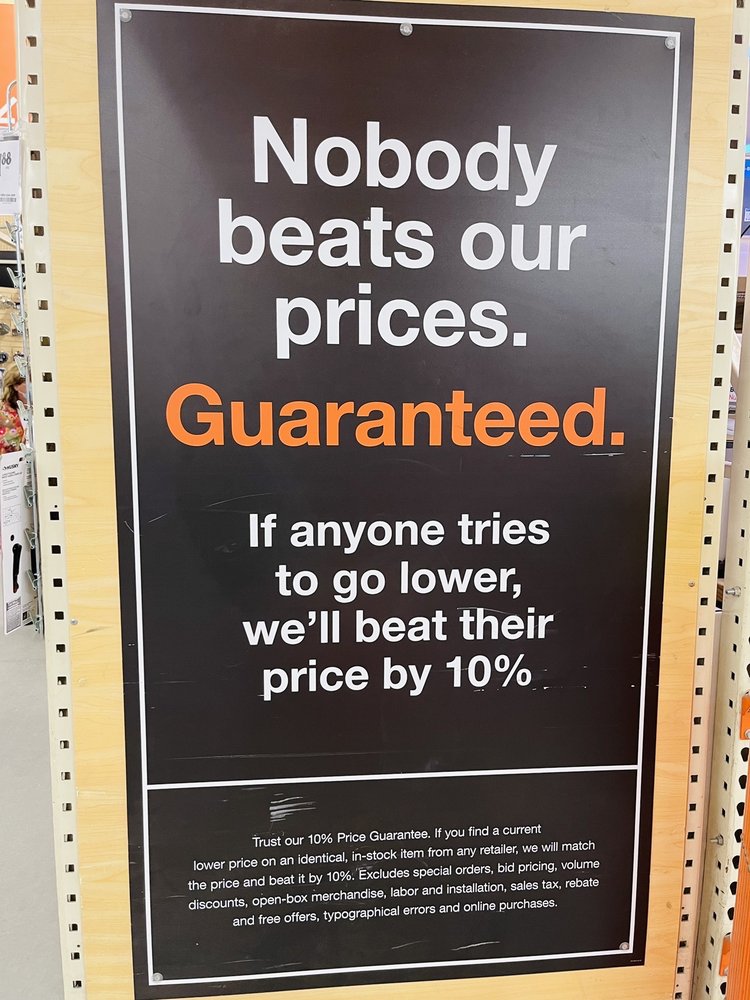 Nobody
beats our
prices.
Guaranteed.
If anyone tries
to go lower,
we'll beat their
price by 10%
Trust our 10% Price Guarantee. If you find a current
lower price on an identical, in-stock item from any retailer, we will match
the price and beat it by 10%. Excludes special orders, bid pricing, volume
discounts, open-box merchandise, labor and installation, sales tax, rebate
and free offers, typographical errors and online purchases.
88
HUSKY